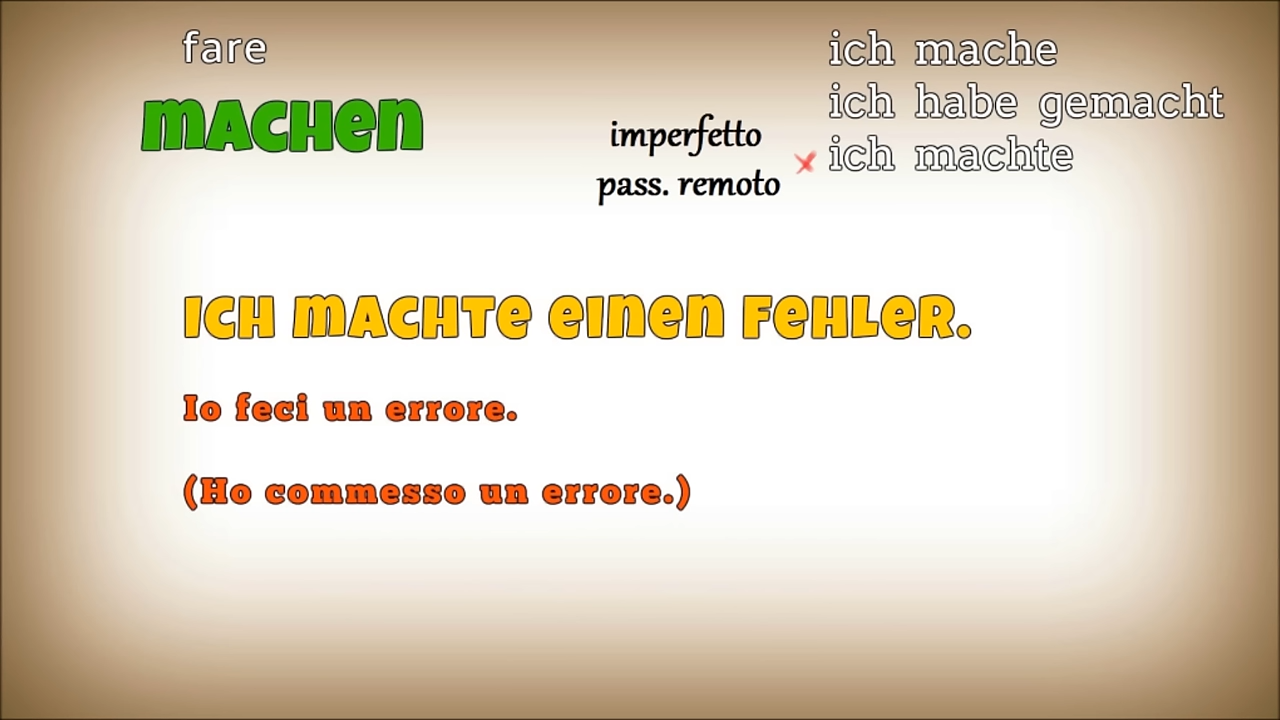 fare
machen
imperfetto
pass. remoto
ich mache
ich habe gemacht
ich machte
Ich machte einen Fehler.
Io feci un errore.
(Ho commesso un errore.)